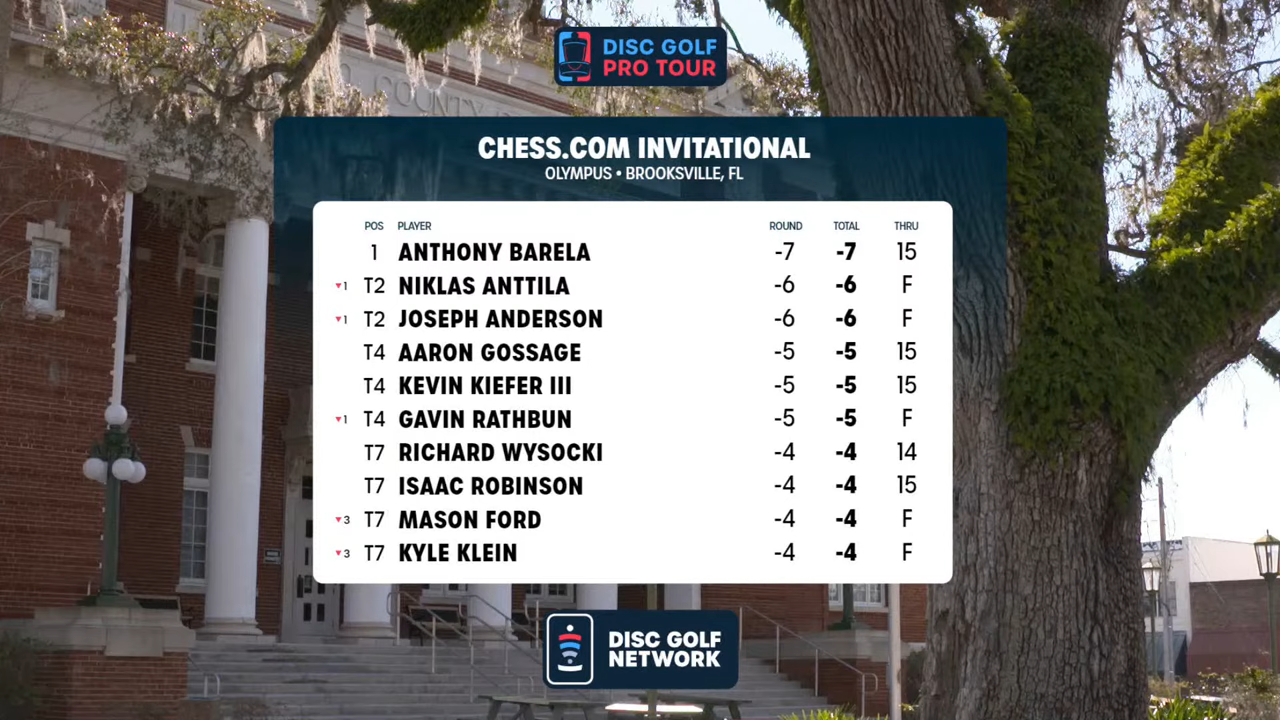 DISC GOLF
PRO TOUR
COUNTY
CHESS.COM INVITATIONAL
OLYMPUS • BROOKSVILLE, FL
POS PLAYER ROUND TOTAL THRU
1 ANTHONY BARELA -7 -7 15
▼1 T2 NIKLAS ANTTILA -6 -6 F
▼1 T2 JOSEPH ANDERSON -6 -6 F
T4 AARON GOSSAGE -5 -5 15
T4 KEVIN KIEFER III -5 -5 15
▼1 T4 GAVIN RATHBUN -5 -5 F
T7 RICHARD WYSOCKI -4 -4 14
T7 ISAAC ROBINSON -4 -4 15
▼3 T7 MASON FORD -4 -4 F
▼3 T7 KYLE KLEIN -4 -4 F
DISC GOLF
NETWORK